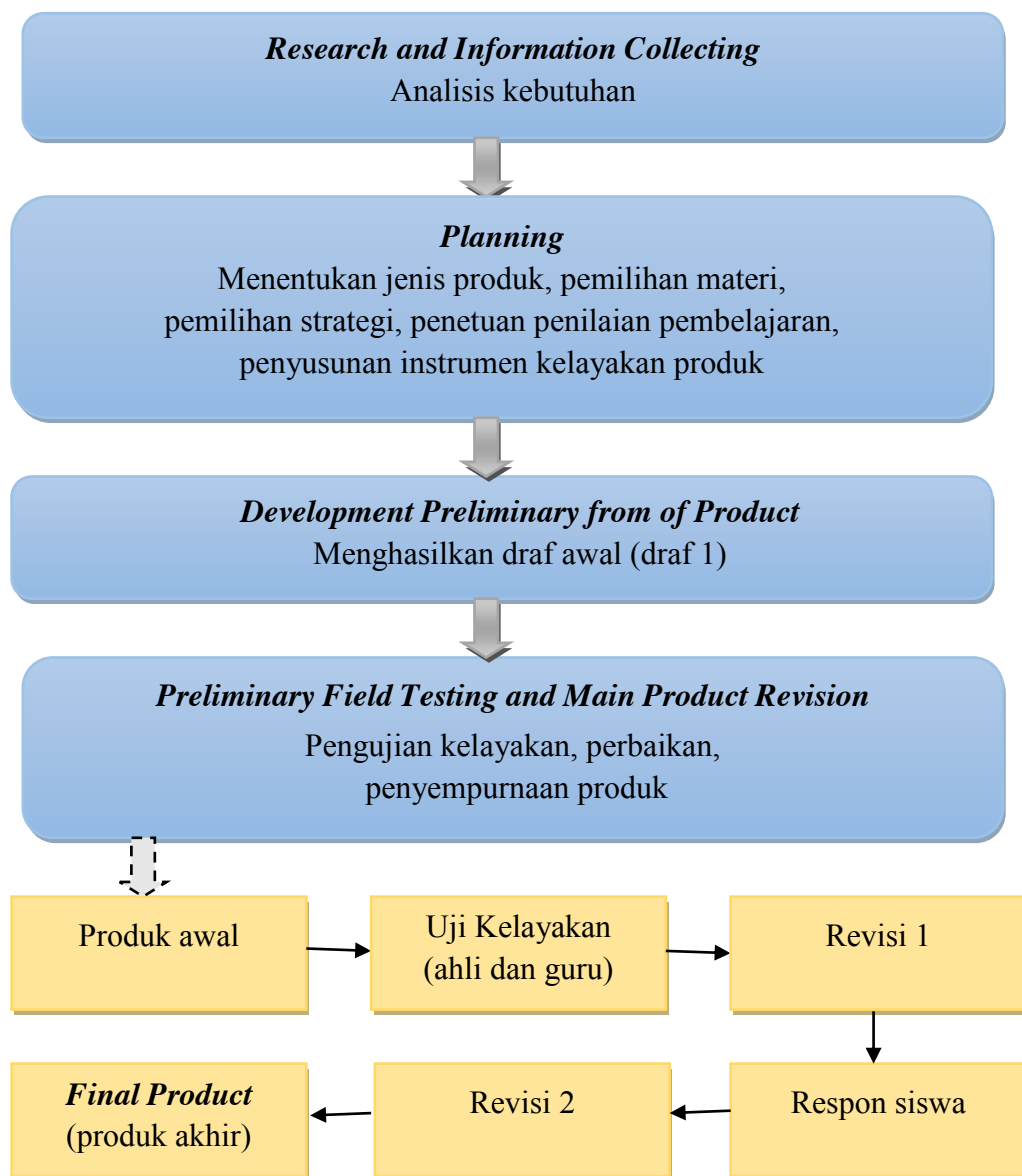 Research and Information Collecting
Analisis kebutuhan
Planning
Menentukan jenis produk, pemilihan materi,
pemilihan strategi, penetuan penilaian pembelajaran,
penyusunan instrumen kelayakan produk
Development Preliminary from of Product
Menghasilkan draf awal (draf 1)
Preliminary Field Testing and Main Product Revision
Pengujian kelayakan, perbaikan,
penyempurnaan produk
Produk awal
Uji Kelayakan
(ahli dan guru)
Revisi 1
Respon siswa
Revisi 2
Final Product
(produk akhir)